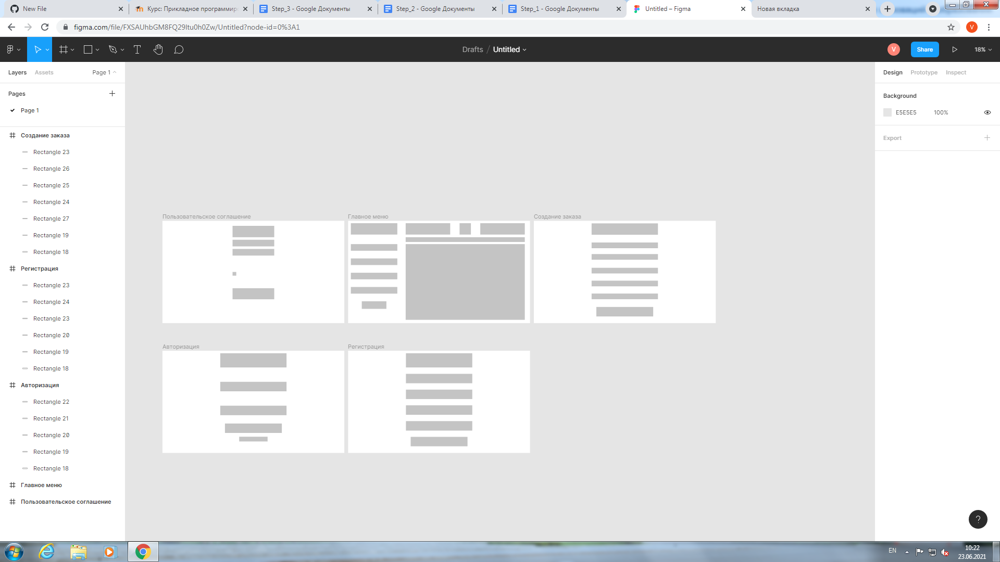 New File
Курс: Прикладное программиро
Step_3 - Google Документы
Step_2 - Google Документы
Step_1 - Google Документы
Untitled – Figma
Новая вкладка
figma.com/file/FXSAUhbGM8FQ29Itu0h0Zw/Untitled?node-id=0%3A1
V
Drafts / Untitled
V
Share
18%
Layers
Assets
Page 1
Design
Prototype
Inspect
Pages
Page 1
Background
E5E5E5
100%
Export
Создание заказа
Rectangle 23
Rectangle 26
Rectangle 25
Rectangle 24
Rectangle 27
Rectangle 19
Rectangle 18
Регистрация
Rectangle 23
Rectangle 24
Rectangle 23
Rectangle 20
Rectangle 19
Rectangle 18
Авторизация
Rectangle 22
Rectangle 21
Rectangle 20
Rectangle 19
Rectangle 18
Главное меню
Пользовательское соглашение
Пользовательское соглашение
Главное меню
Создание заказа
Авторизация
Регистрация
?
EN
10:22
23.06.2021